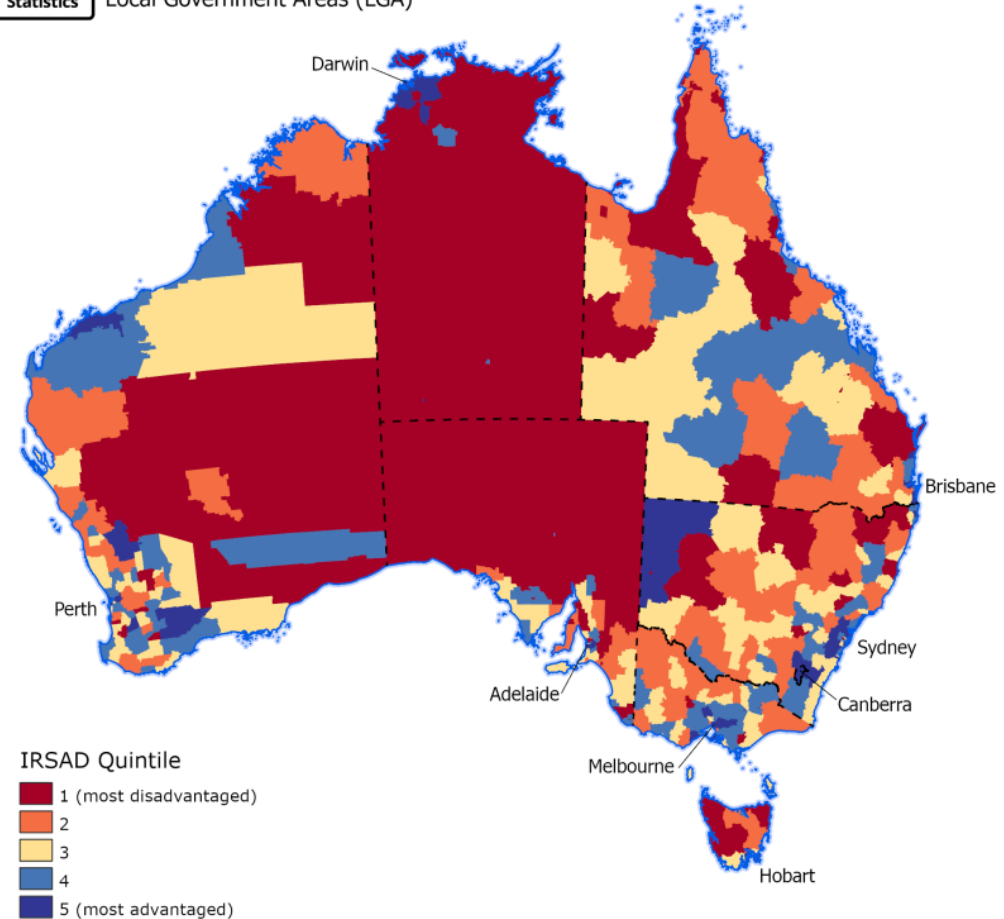 Statistics
Local Government Areas (LGA)
Darwin
Brisbane
Perth
Sydney
Adelaide
Canberra
Melbourne
Hobart
IRSAD Quintile
1 (most disadvantaged)
2
3
4
5 (most advantaged)